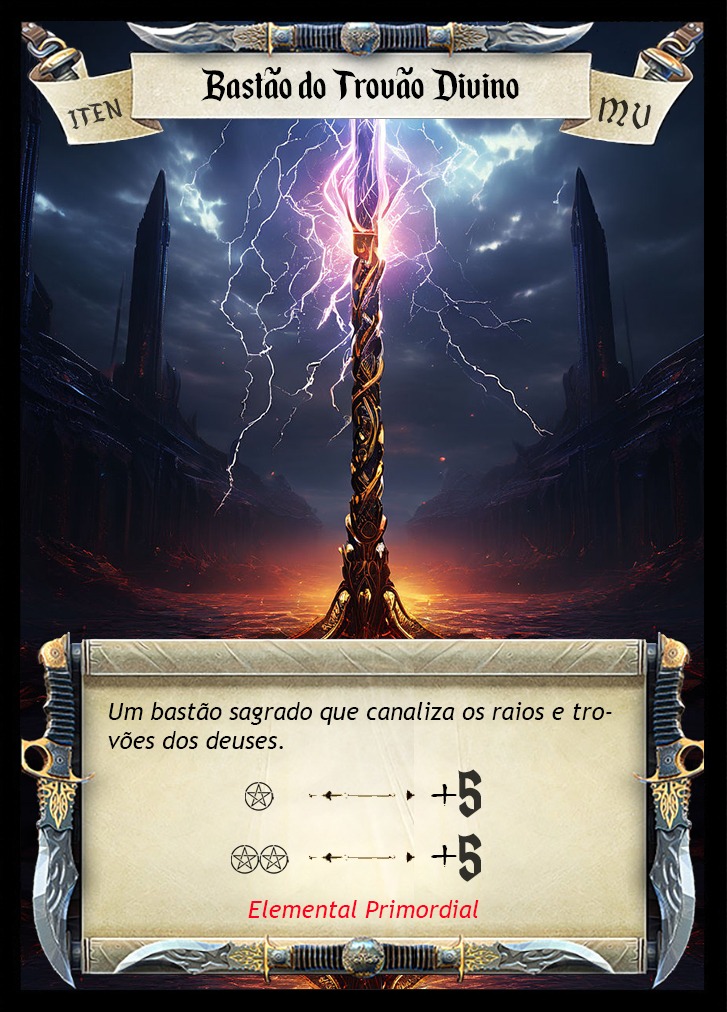 Bastão do Trovão Divino
ITEN
MU
Um bastão sagrado que canaliza os raios e tro-
vões dos deuses.
+5
+5
Elemental Primordial